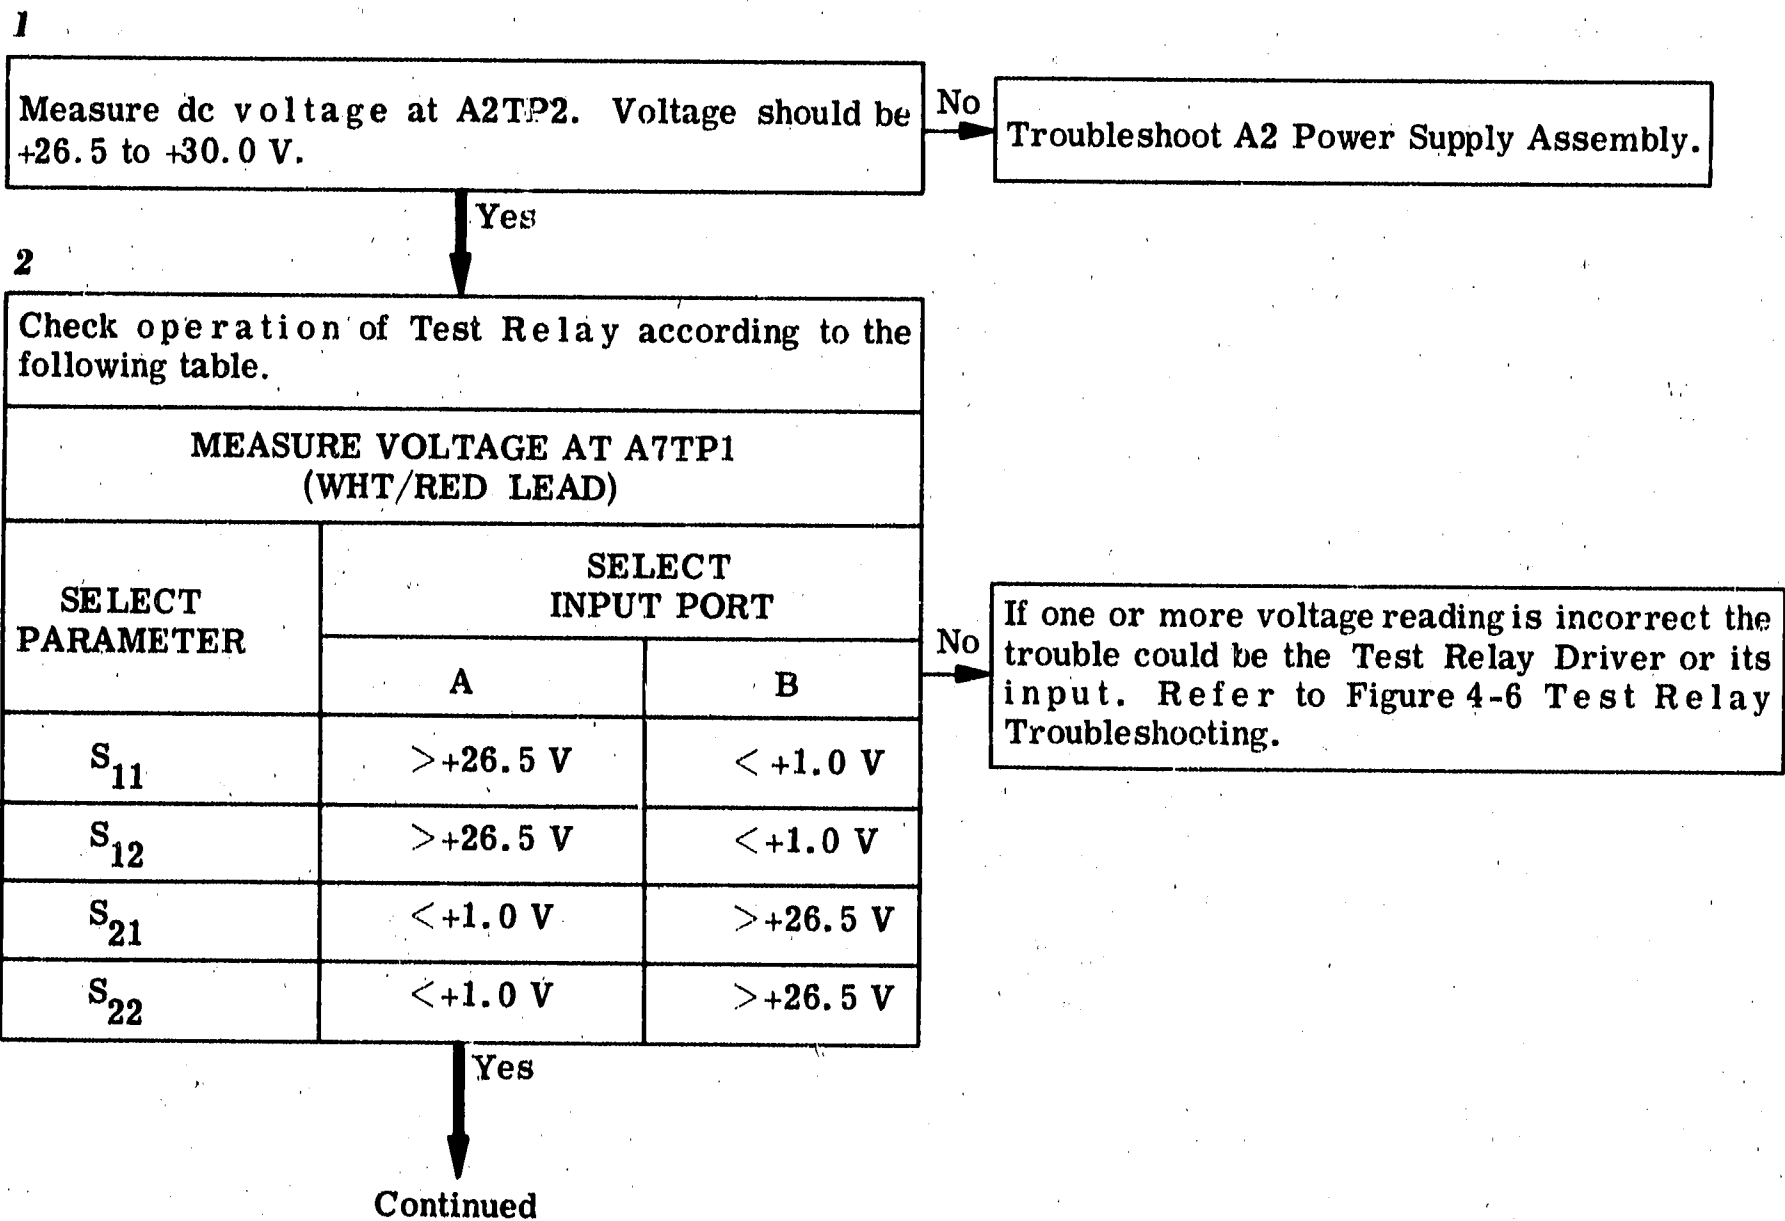 1
Measure dc voltage at A2TP2. Voltage should be
+26.5 to +30.0 V.
No
Troubleshoot A2 Power Supply Assembly.
Yes
2
Check operation of Test Relay according to the
following table.
MEASURE VOLTAGE AT A7TP1
(WHT/RED LEAD)
SELECT
PARAMETER
SELECT
INPUT PORT
A B
S11 >+26.5 V <+1.0 V
S12 >+26.5 V <+1.0 V
S21 <+1.0 V >+26.5 V
S22 <+1.0 V >+26.5 V
No
If one or more voltage reading is incorrect the
trouble could be the Test Relay Driver or its
input. Refer to Figure 4-6 Test Relay
Troubleshooting.
Yes
Continued